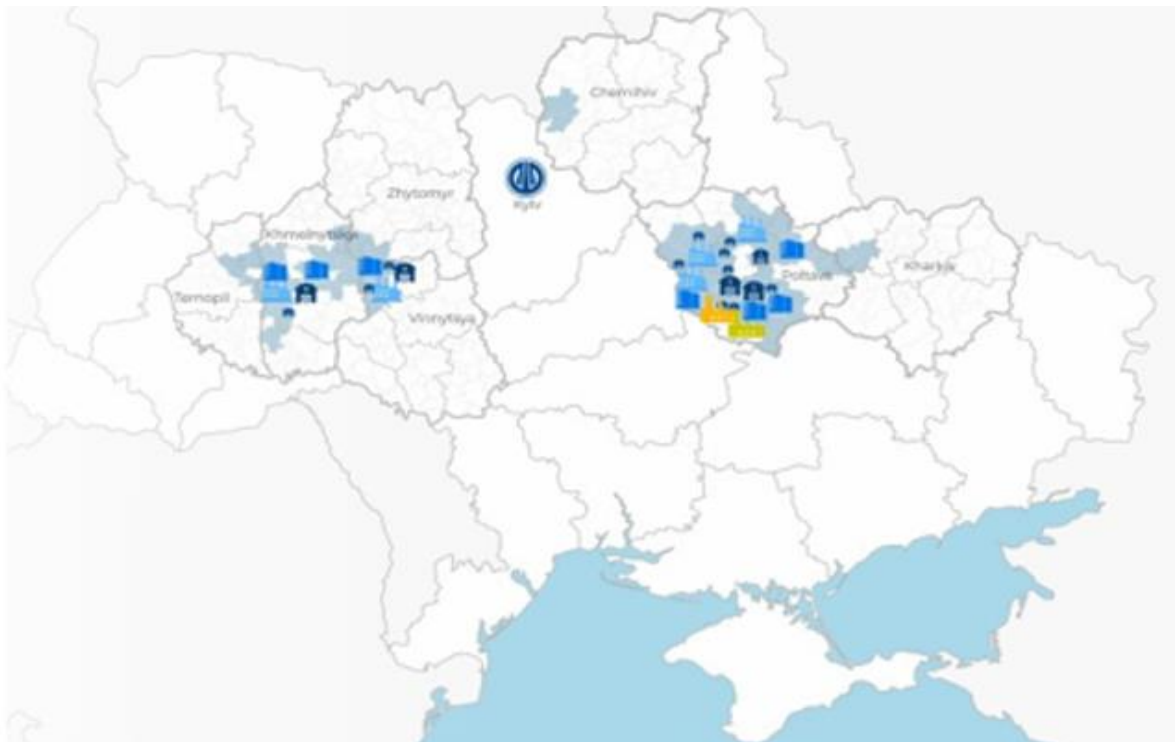 Chernihiv
Zhytomyr
Kyiv
Khmelnytskyi
Kharkiv
Poltava
Ternopil
Vinnytsya